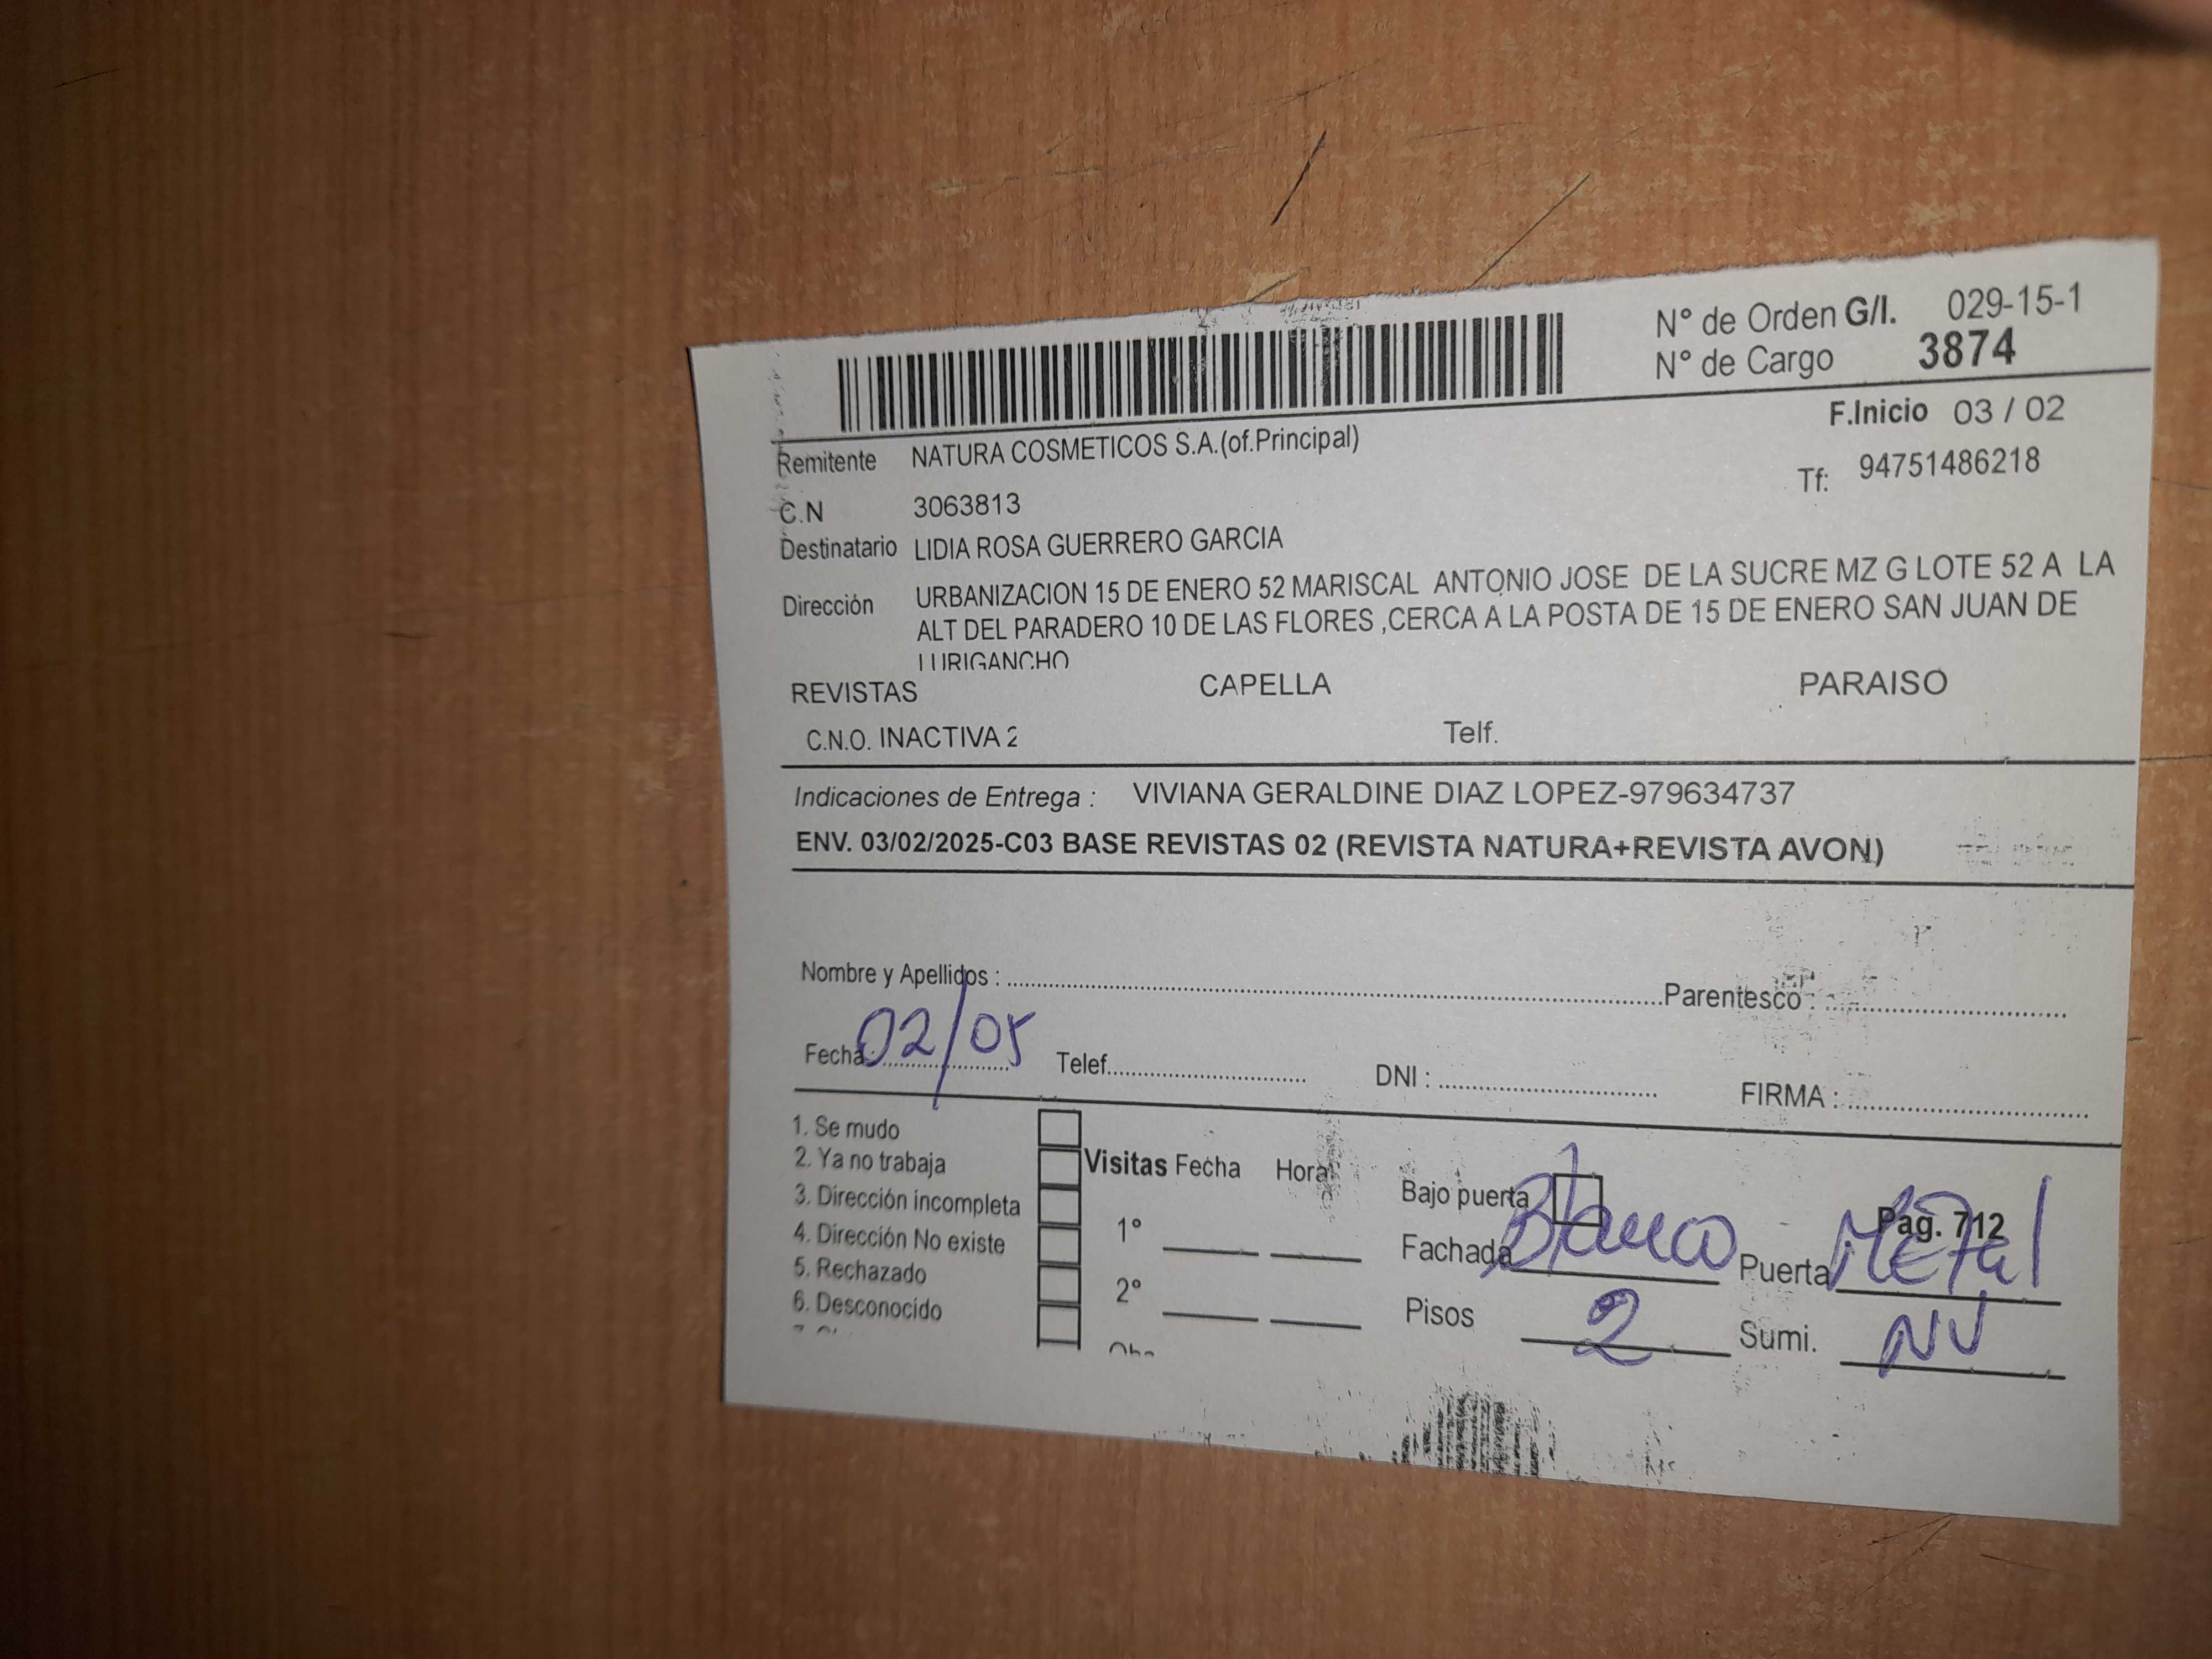 N° de Orden G/I. 029-15-1
N° de Cargo 3874
F.Inicio 03 / 02
Remitente NATURA COSMETICOS S.A.(of.Principal)
Tf: 94751486218
C.N 3063813
Destinatario LIDIA ROSA GUERRERO GARCIA
Dirección URBANIZACION 15 DE ENERO 52 MARISCAL ANTONIO JOSE DE LA SUCRE MZ G LOTE 52 A LA
ALT DEL PARADERO 10 DE LAS FLORES ,CERCA A LA POSTA DE 15 DE ENERO SAN JUAN DE
LURIGANCHO
REVISTAS CAPELLA PARAISO
C.N.O. INACTIVA 2 Telf.
Indicaciones de Entrega : VIVIANA GERALDINE DIAZ LOPEZ-979634737
ENV. 03/02/2025-C03 BASE REVISTAS 02 (REVISTA NATURA+REVISTA AVON)
Nombre y Apellidos : Parentesco :
Fecha: 02/05 Telef. DNI : FIRMA :
1. Se mudo
2. Ya no trabaja Visitas Fecha Hora Bajo puerta
3. Dirección incompleta Pag. 712
4. Dirección No existe 1° Fachada Blanco Puerta Metal
5. Rechazado
6. Desconocido 2° Pisos 2 Sumi. NV